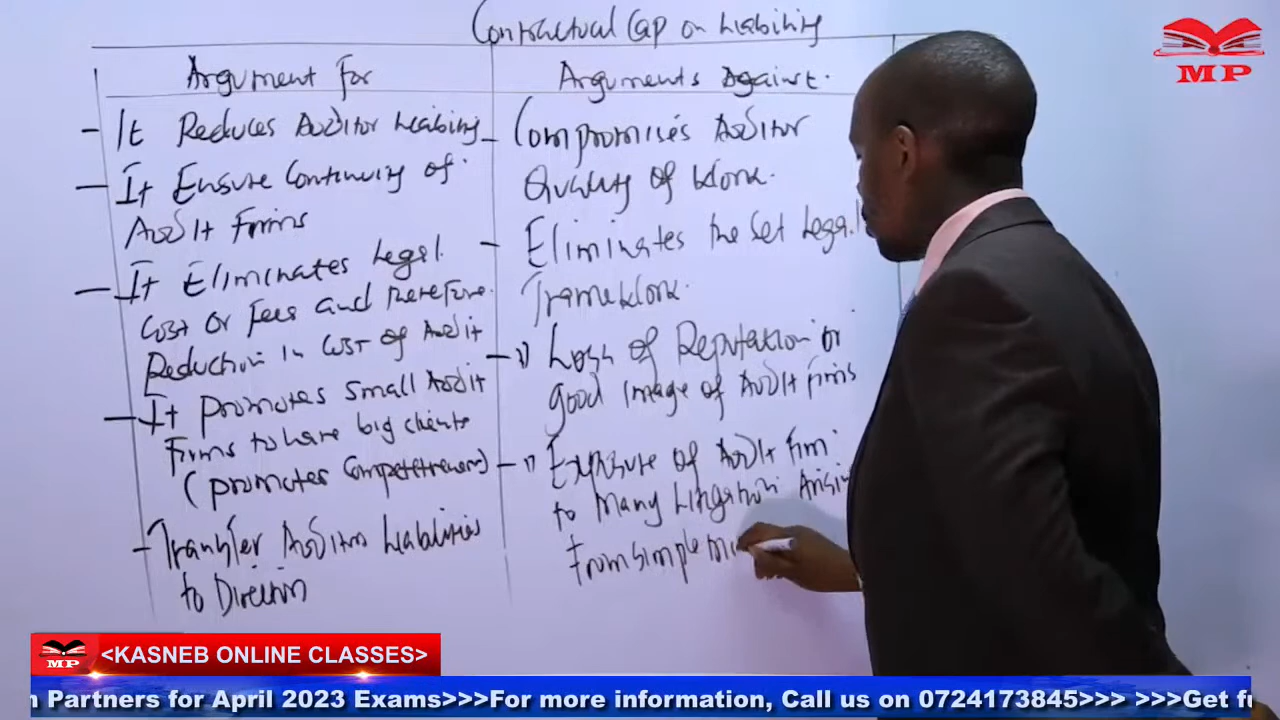 Contractual Cap on Liability
Argument for
- It Reduces Auditor Liability
- It Ensure Continuity of
Audit Firms
- It Eliminates Legal
Cost or Fees and therefore
Reduction in Cost of Audit
- It promotes small Audit
Firms to have big clients
(promotes Competetiveness)
- Transfer Auditors Liabilities
to Directors
Arguments Against.
- Compromises Auditor
Quality of Work.
- Eliminates the set Legal
Framework.
- Loss of Reputation or
good image of Audit firms
- Exposure of Audit Firm
to Many Litigation Arising
from simple
MP
MP
<KASNEB ONLINE CLASSES>
n Partners for April 2023 Exams>>>For more information, Call us on 0724173845>>> >>>Get fu